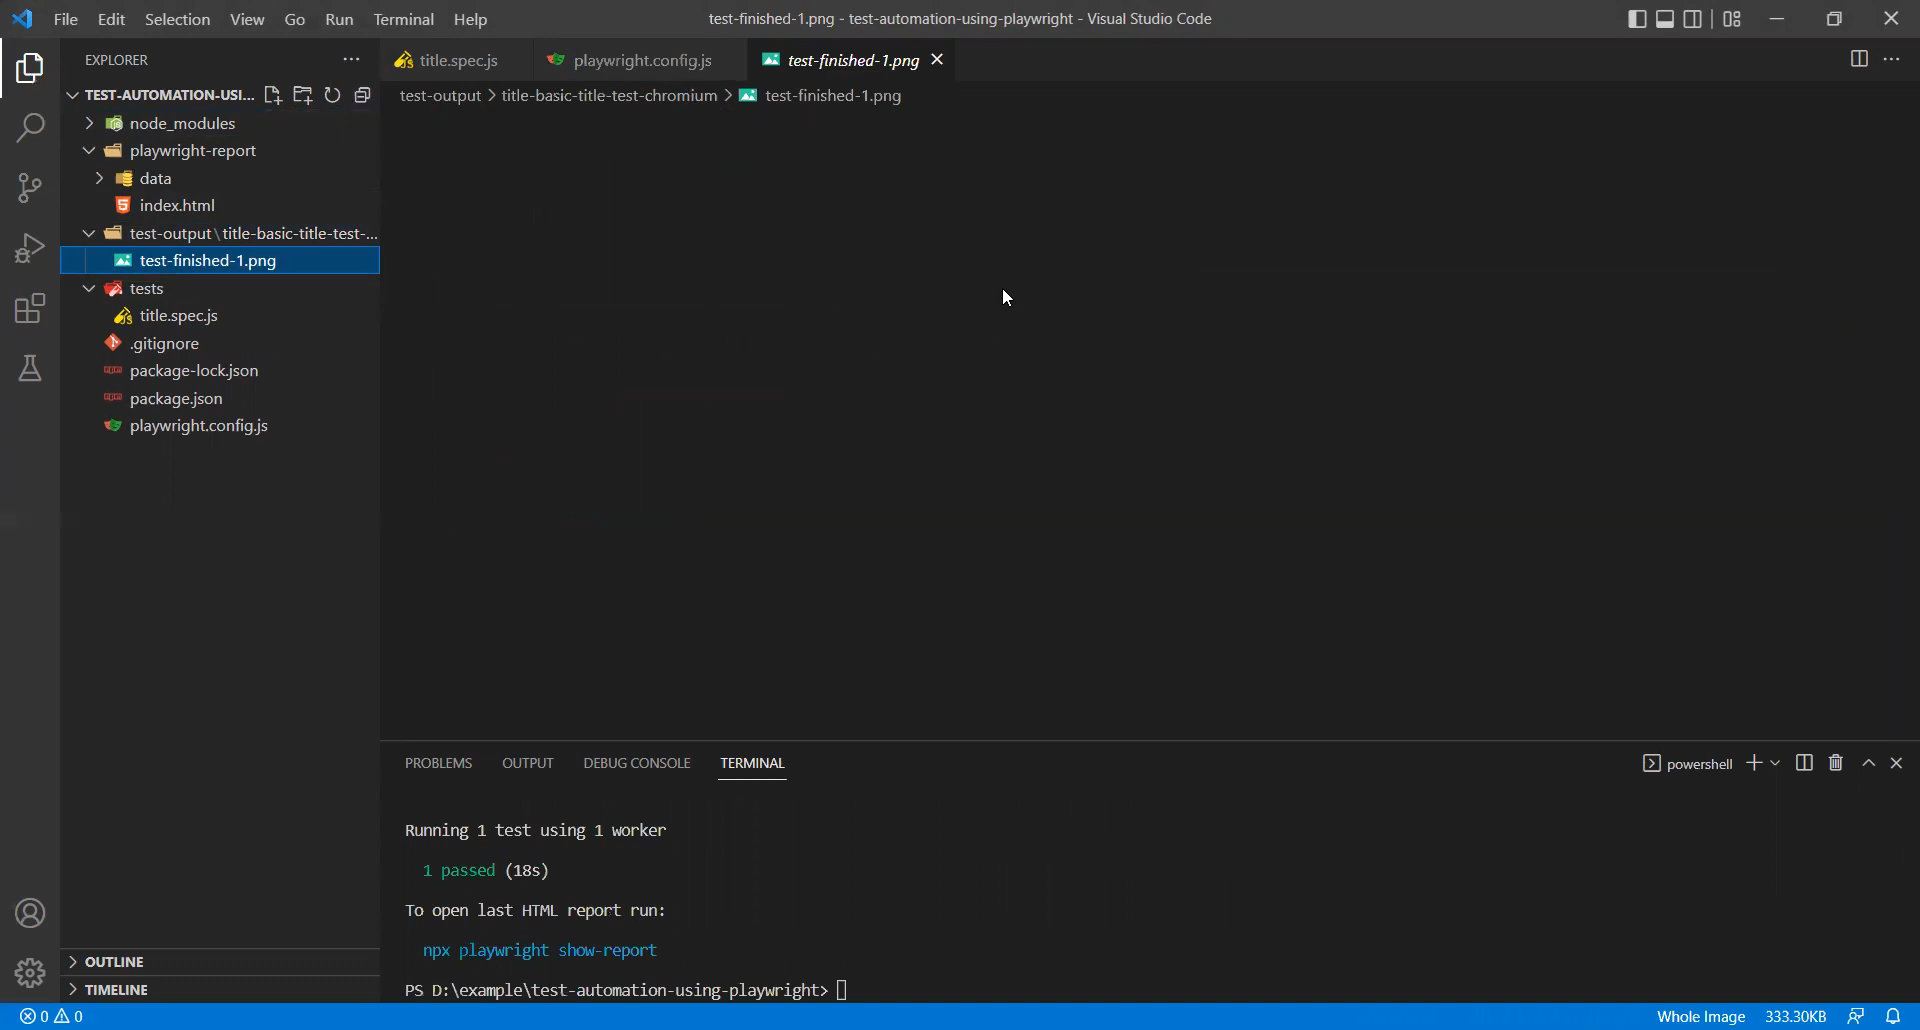 File Edit Selection View Go Run Terminal Help
test-finished-1.png - test-automation-using-playwright - Visual Studio Code
EXPLORER
TEST-AUTOMATION-USI...
node_modules
playwright-report
data
index.html
test-output\title-basic-title-test-...
test-finished-1.png
tests
title.spec.js
.gitignore
package-lock.json
package.json
playwright.config.js
OUTLINE
TIMELINE
title.spec.js playwright.config.js test-finished-1.png
test-output > title-basic-title-test-chromium > test-finished-1.png
PROBLEMS OUTPUT DEBUG CONSOLE TERMINAL
powershell
Running 1 test using 1 worker
1 passed (18s)
To open last HTML report run:
npx playwright show-report
PS D:\example\test-automation-using-playwright>
0 0
Whole Image 333.30KB